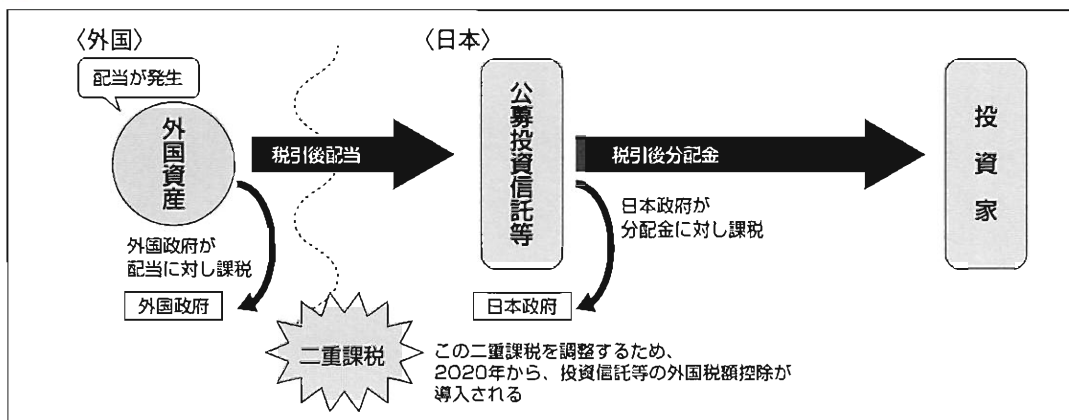 〈外国〉
配当が発生
外国資産
税引後配当
外国政府が
配当に対し課税
外国政府
〈日本〉
公募投資信託等
税引後分配金
日本政府が
分配金に対し課税
日本政府
投資家
二重課税
この二重課税を調整するため、
2020年から、投資信託等の外国税額控除が
導入される